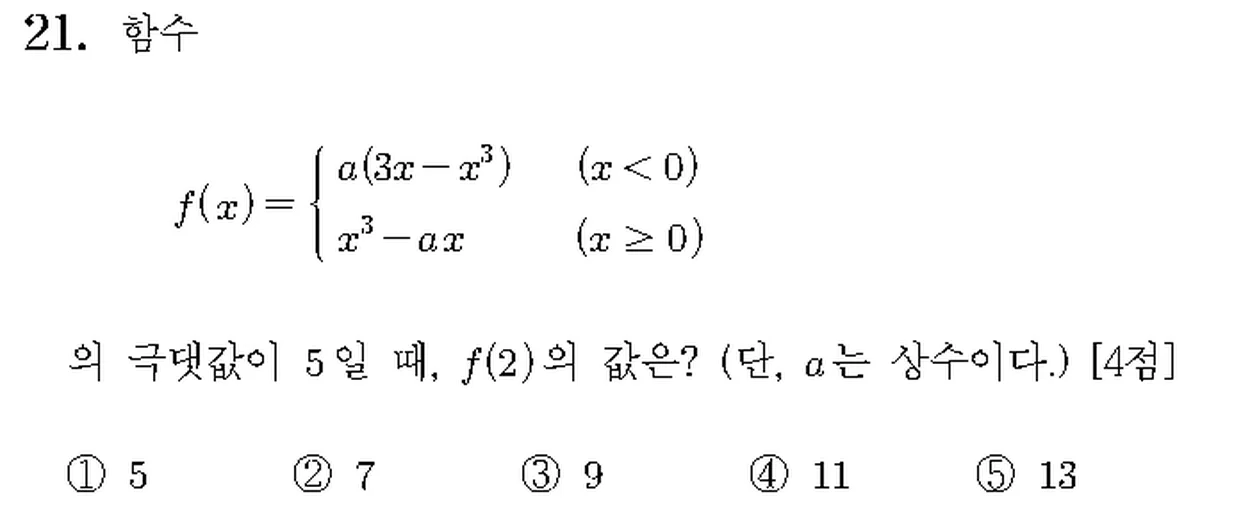 21. 함수
f(x) = { a(3x − x³) (x < 0)
x³ − ax (x ≥ 0)
의 극댓값이 5일 때, f(2)의 값은? (단, a는 상수이다.) [4점]
① 5 ② 7 ③ 9 ④ 11 ⑤ 13